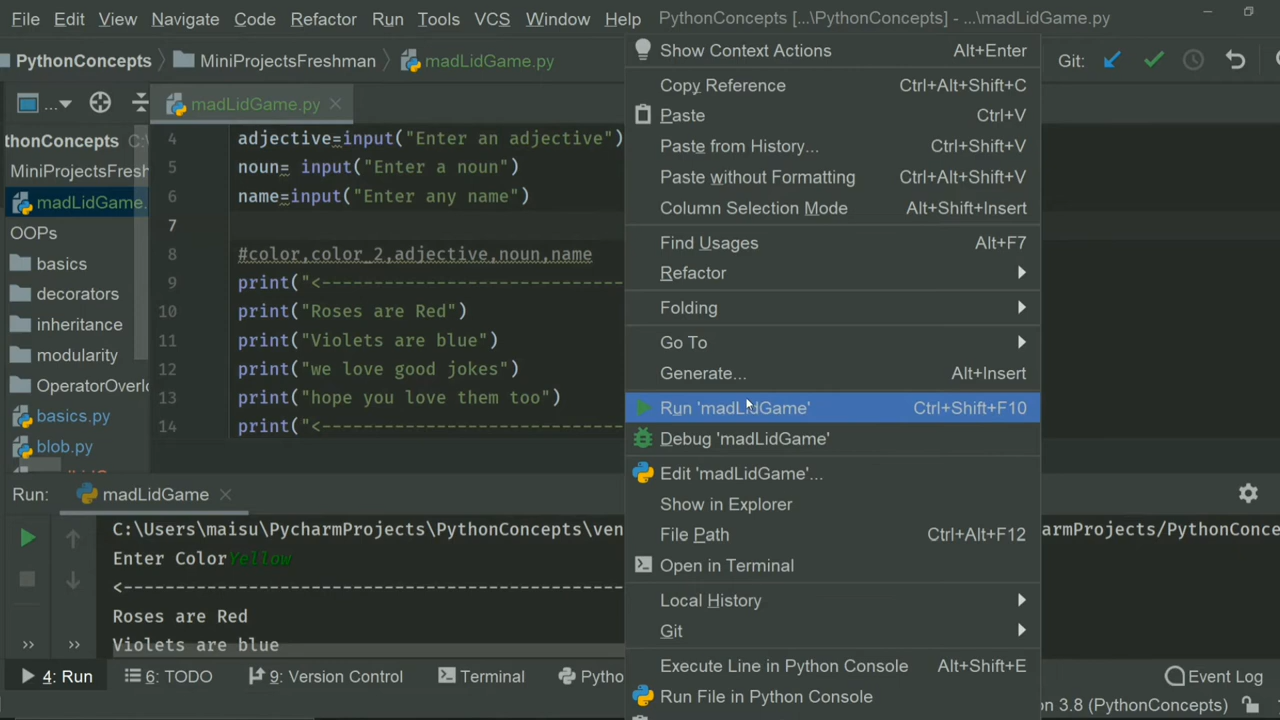 File Edit View Navigate Code Refactor Run Tools VCS Window Help PythonConcepts [...\PythonConcepts] - ...\madLidGame.py
PythonConcepts MiniProjectsFreshman madLidGame.py Git:
... madLidGame.py
thonConcepts C:\
MiniProjectsFresh
madLidGame.
OOPs
basics
decorators
inheritance
modularity
OperatorOverlo
basics.py
blob.py
4 adjective=input("Enter an adjective")
5 noun= input("Enter a noun")
6 name=input("Enter any name")
7
8 #color,color_2,adjective,noun,name
9 print("<-----------------------------
10 print("Roses are Red")
11 print("Violets are blue")
12 print("we love good jokes")
13 print("hope you love them too")
14 print("<-----------------------------
Show Context Actions Alt+Enter
Copy Reference Ctrl+Alt+Shift+C
Paste Ctrl+V
Paste from History... Ctrl+Shift+V
Paste without Formatting Ctrl+Alt+Shift+V
Column Selection Mode Alt+Shift+Insert
Find Usages Alt+F7
Refactor
Folding
Go To
Generate... Alt+Insert
Run 'madLidGame' Ctrl+Shift+F10
Debug 'madLidGame'
Edit 'madLidGame'...
Show in Explorer
File Path Ctrl+Alt+F12
Open in Terminal
Local History
Git
Execute Line in Python Console Alt+Shift+E
Run File in Python Console
Run: madLidGame
C:\Users\maisu\PycharmProjects\PythonConcepts\ven armProjects/PythonConce
Enter ColorYellow
<------------------------------------------------
Roses are Red
Violets are blue
4: Run 6: TODO 9: Version Control Terminal Pytho Event Log
on 3.8 (PythonConcepts)